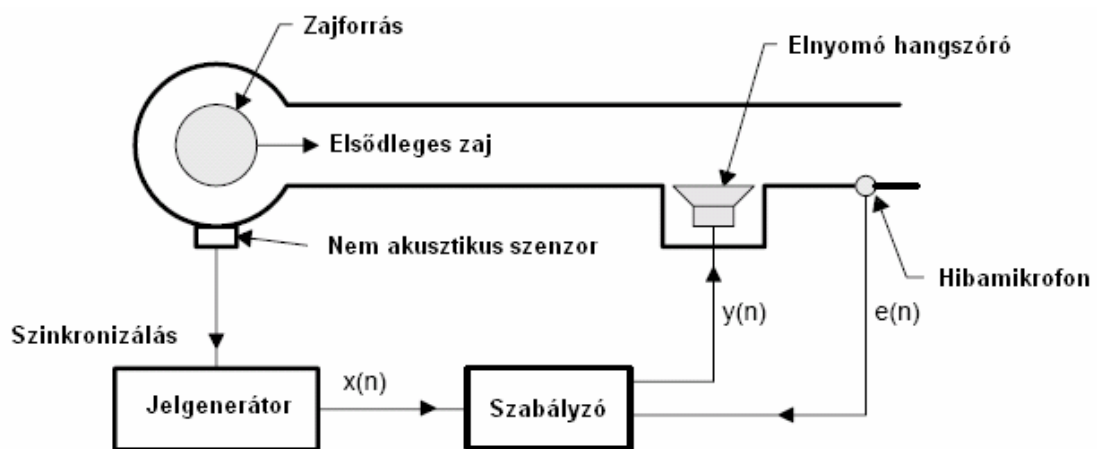 Zajforrás
Elnyomó hangszóró
Elsődleges zaj
Nem akusztikus szenzor
Hibamikrofon
y(n)
e(n)
Szinkronizálás
x(n)
Jelgenerátor
Szabályzó